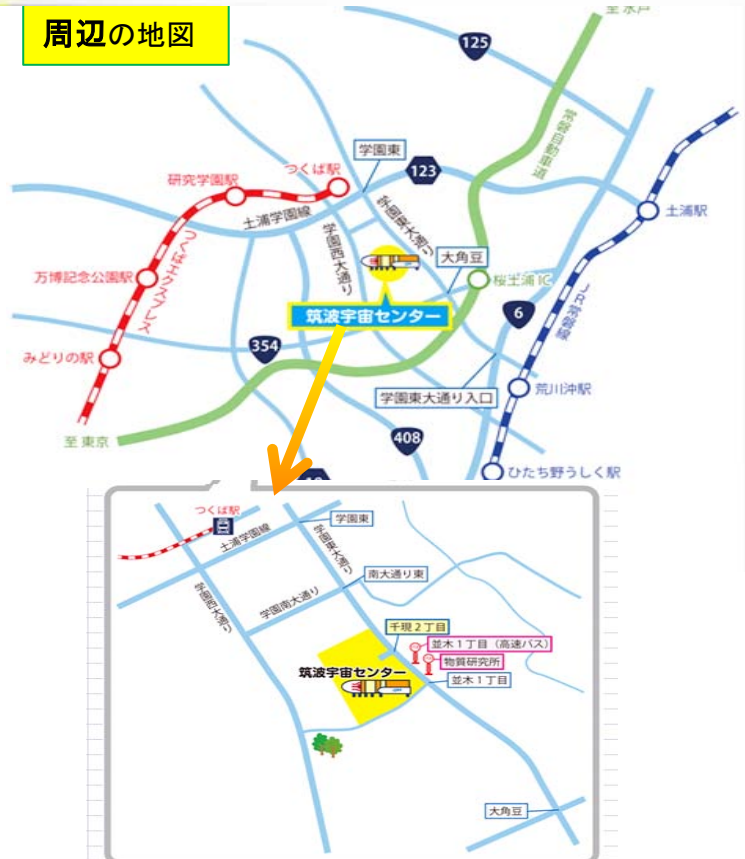 周辺の地図
至 水戸
125
常磐自動車道
学園東
123
つくば駅
研究学園駅
土浦学園線
学園東大通り
学園西大通り
土浦駅
大角豆
万博記念公園駅
つくばエクスプレス
桜土浦IC
筑波宇宙センター
6
JR常磐線
354
みどりの駅
学園東大通り入口
荒川沖駅
至 東京
408
ひたち野うしく駅
つくば駅
学園東
土浦学園線
学園東大通り
南大通り東
学園西大通り
学園南大通り
千現2丁目
並木1丁目(高速バス)
物質研究所
筑波宇宙センター
並木1丁目
大角豆